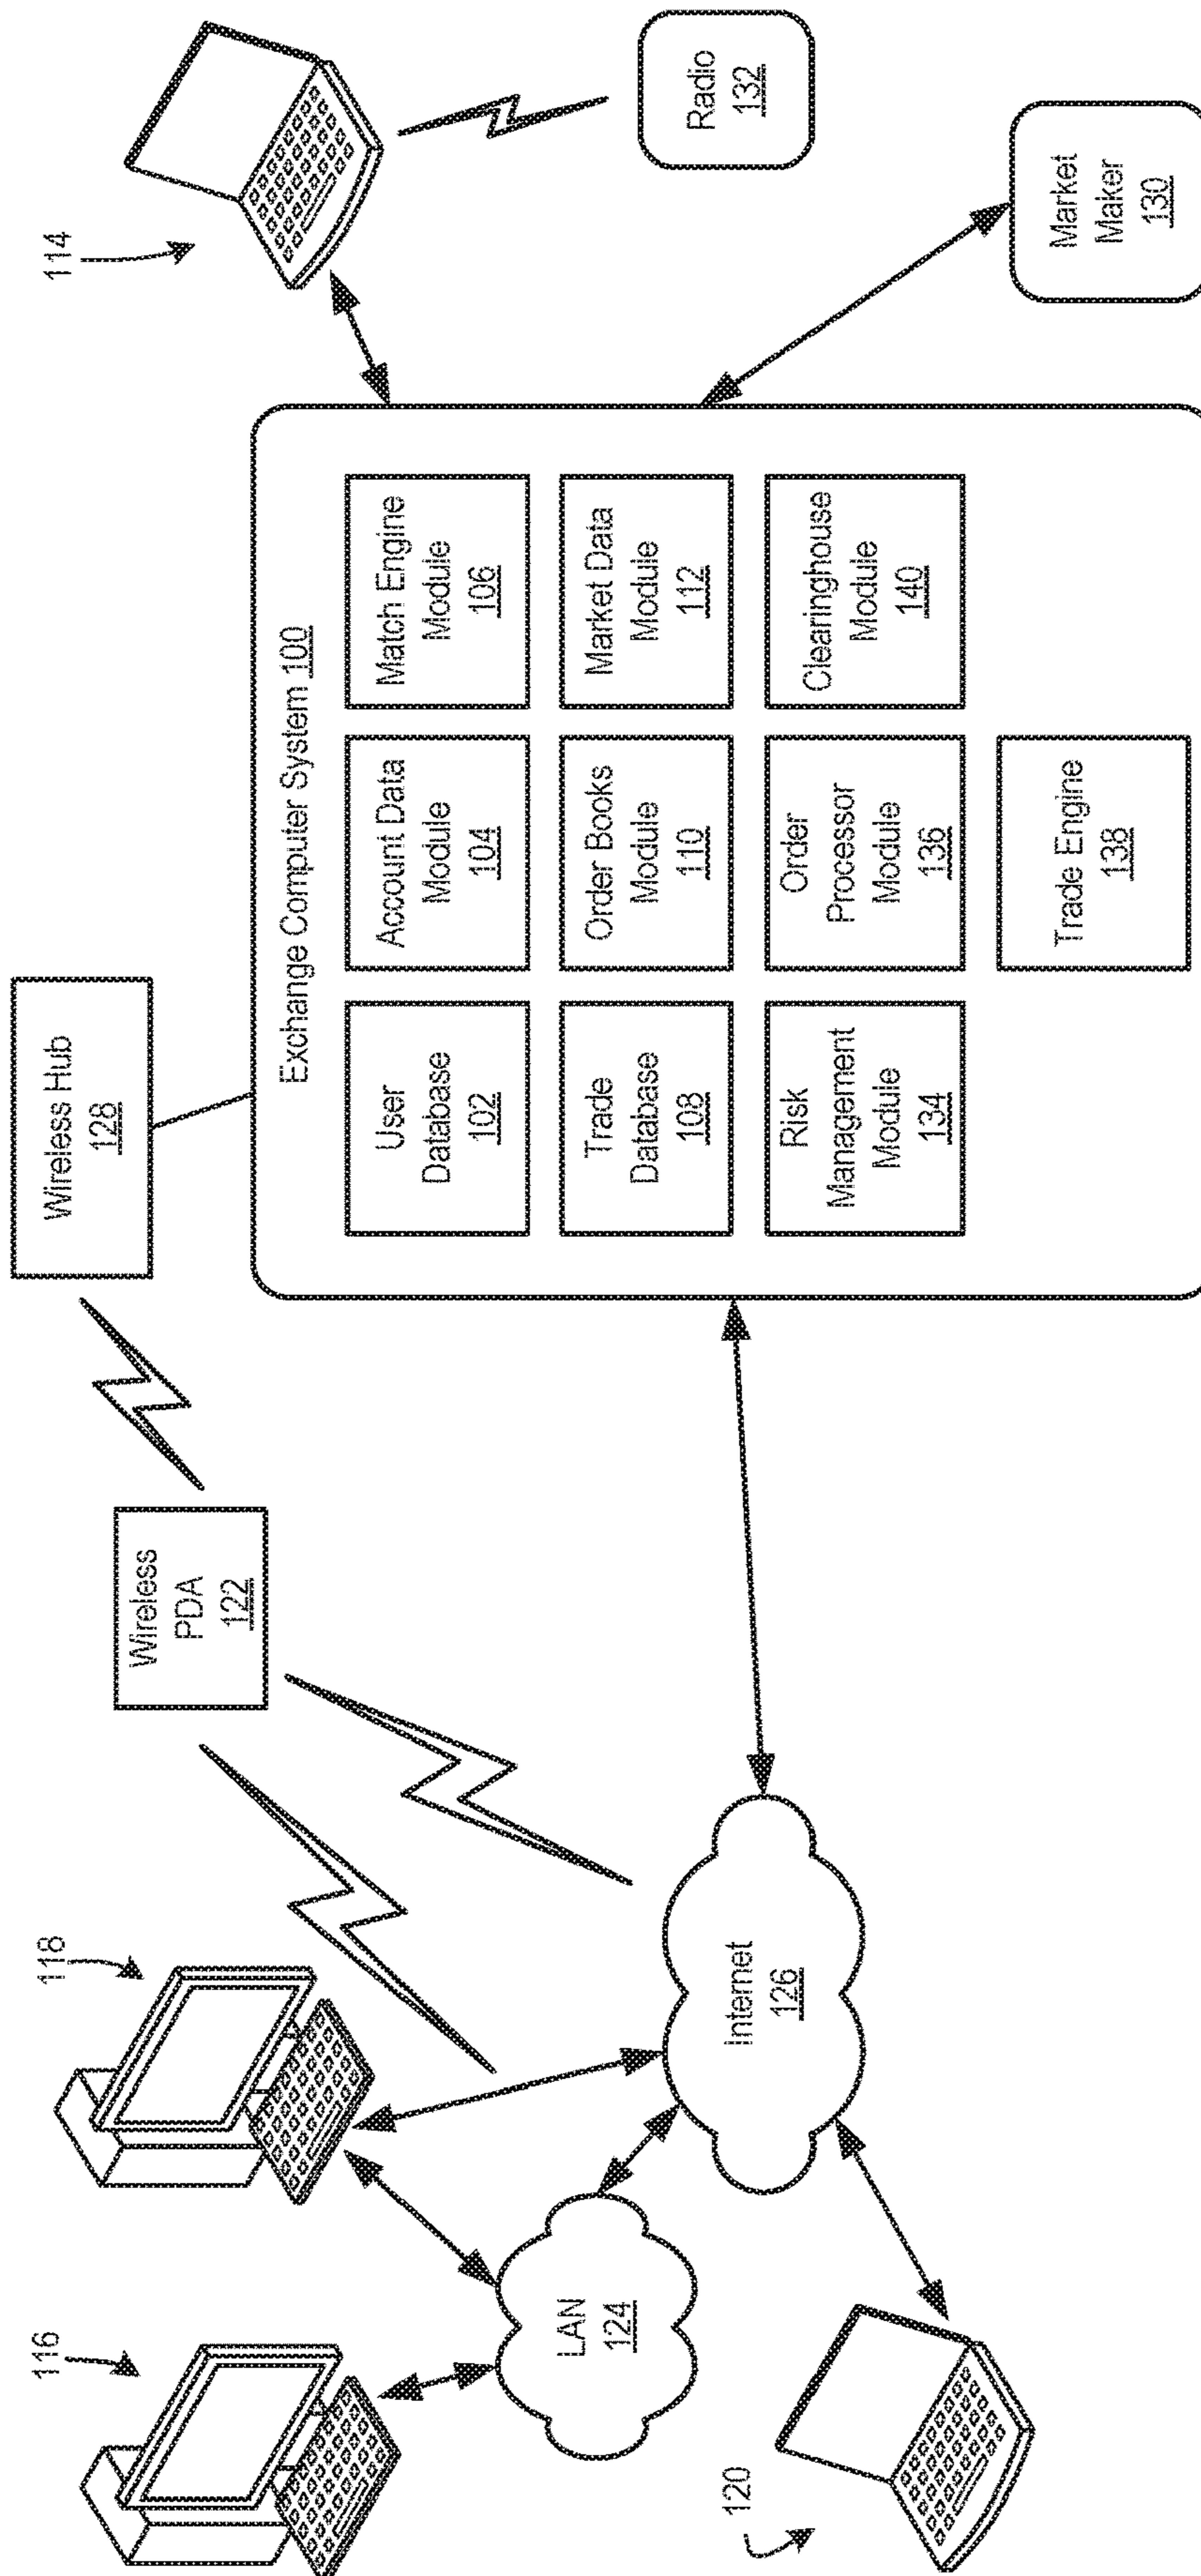 116
118
Wireless
PDA
122
Wireless Hub
128
114
LAN
124
Internet
126
120
Exchange Computer System 100
User
Database
102
Account Data
Module
104
Match Engine
Module
106
Trade
Database
108
Order Books
Module
110
Market Data
Module
112
Risk
Management
Module
134
Order
Processor
Module
136
Clearinghouse
Module
140
Trade Engine
138
Radio
132
Market
Maker
130